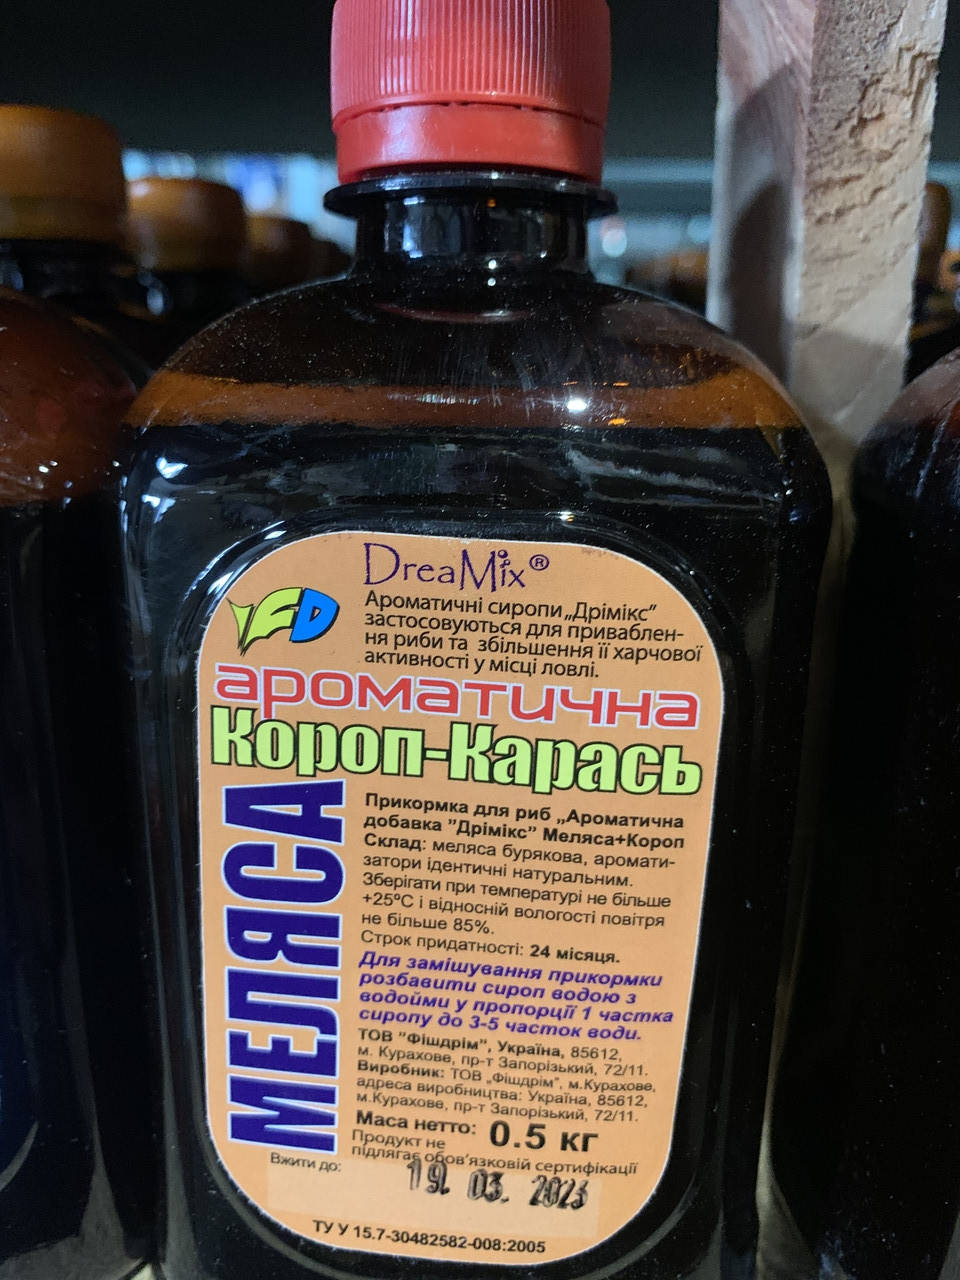 DreaMix®
FD
Ароматичні сиропи „Дрімікс”
застосовуються для приваблен-
ня риби та збільшення її харчової
активності у місці ловлі.
ароматична
Короп-Карась
МЕЛЯСА
Прикормка для риб „Ароматична
добавка ”Дрімікс” Меляса+Короп
Склад: меляса бурякова, аромати-
затори ідентичні натуральним.
Зберігати при температурі не більше
+25°C і відносній вологості повітря
не більше 85%.
Строк придатності: 24 місяця.
Для замішування прикормки
розбавити сироп водою з
водойми у пропорції 1 частка
сиропу до 3-5 часток води.
ТОВ ”Фішдрім”, Україна, 85612,
м. Курахове, пр-т Запорізький, 72/11.
Виробник: ТОВ „Фішдрім”, м.Курахове,
адреса виробництва: Україна, 85612,
м.Курахове, пр-т Запорізький, 72/11.
Маса нетто: 0.5 кг
Продукт не
підлягає обов’язковій сертифікації
Вжити до: 19. 03. 2023
ТУ У 15.7-30482582-008:2005